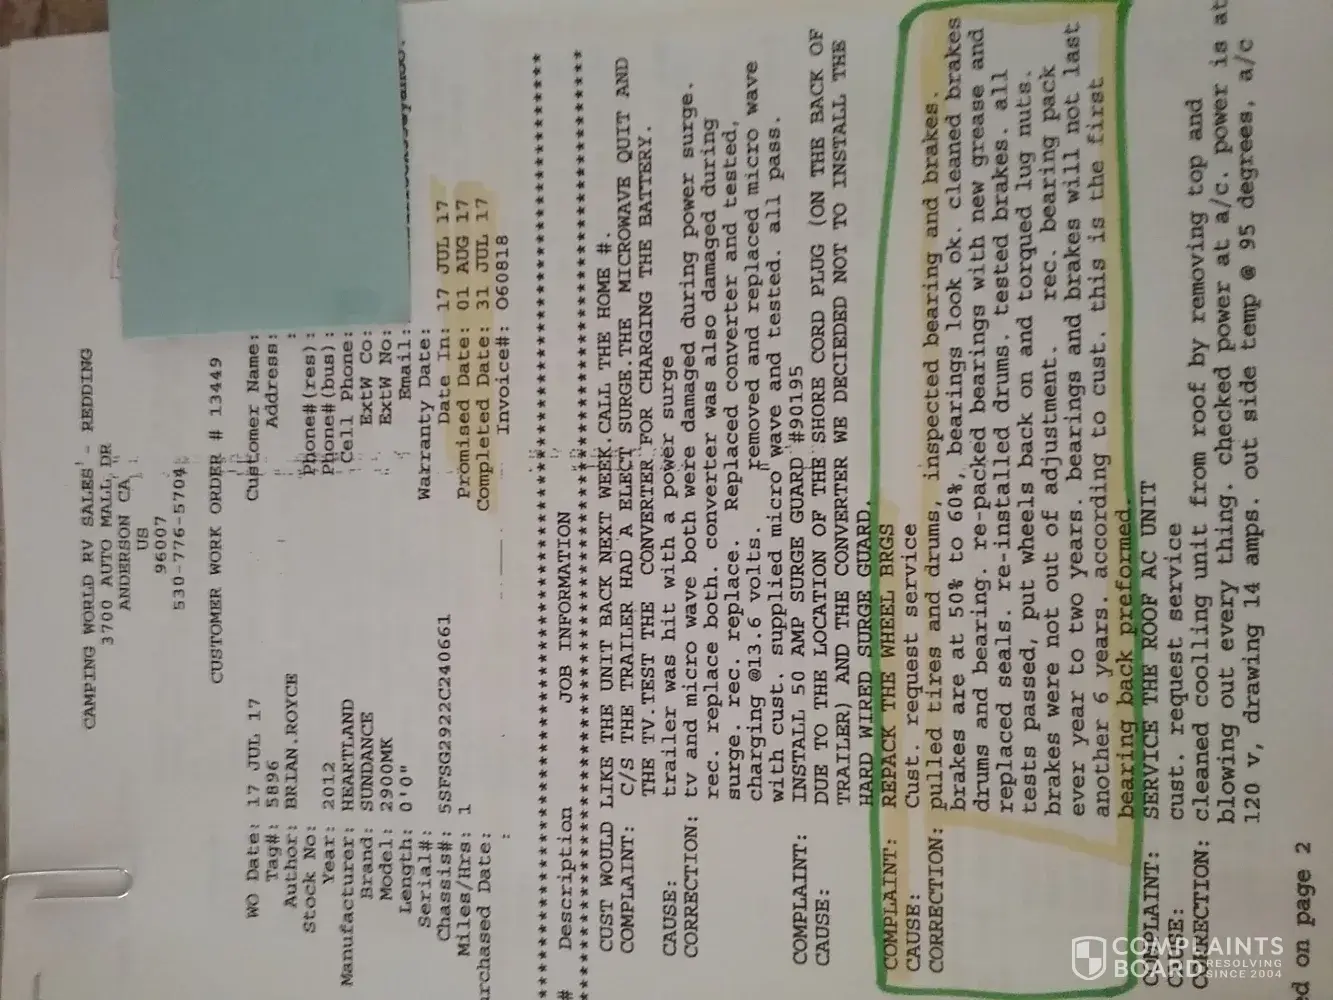 CAMPING WORLD RV SALES - REDDING
3700 AUTO MALL DR
ANDERSON CA
US
96007
530-776-5704
CUSTOMER WORK ORDER # 13449
WO Date: 17 JUL 17 Customer Name:
Tag#: 5896 Address:
Author: BRIAN.ROYCE :
Stock No: Phone#(res):
Year: 2012 Phone#(bus):
Manufacturer: HEARTLAND Cell Phone:
Brand: SUNDANCE ExtW Co:
Model: 2900MK ExtW No:
Length: 0'0" Email:
Serial#: Warranty Date:
Chassis#: 5SFSG2922C240661 Date In: 17 JUL 17
Miles/Hrs: 1 Promised Date: 01 AUG 17
urchased Date: Completed Date: 31 JUL 17
: Invoice#: O60818
# Description JOB INFORMATION
CUST WOULD LIKE THE UNIT BACK NEXT WEEK.CALL THE HOME #.
COMPLAINT: C/S THE TRAILER HAD A ELECT SURGE.THE MICROWAVE QUIT AND
THE TV.TEST THE CONVERTER FOR CHARGING THE BATTERY.
CAUSE: trailer was hit with a power surge
CORRECTION: tv and micro wave both were damaged during power surge.
rec. replace both. converter was also damaged during
surge. rec. replace. Replaced converter and tested,
charging @13.6 volts. removed and replaced micro wave
with cust. supplied micro wave and tested. all pass.
COMPLAINT: INSTALL 50 AMP SURGE GUARD #90195
CAUSE: DUE TO THE LOCATION OF THE SHORE CORD PLUG (ON THE BACK OF
TRAILER) AND THE CONVERTER WE DECIEDED NOT TO INSTALL THE
HARD WIRED SURGE GUARD.
COMPLAINT: REPACK THE WHEEL BRGS
CAUSE: Cust. request service
CORRECTION: pulled tires and drums, inspected bearing and brakes.
brakes are at 50% to 60%, bearings look ok. cleaned brakes
drums and bearing. re-packed bearings with new grease and
replaced seals. re-installed drums. tested brakes. all
tests passed, put wheels back on and torqued lug nuts.
brakes were not out of adjustment. rec. bearing pack
ever year to two years. bearings and brakes will not last
another 6 years. according to cust. this is the first
bearing back preformed.
COMPLAINT: SERVICE THE ROOF AC UNIT
CAUSE: cust. request service
CORRECTION: cleaned coolling unit from roof by removing top and
blowing out every thing. checked power at a/c. power is at
120 v, drawing 14 amps. out side temp @ 95 degrees, a/c
d on page 2
COMPLAINTS
BOARD RESOLVING
SINCE 2004